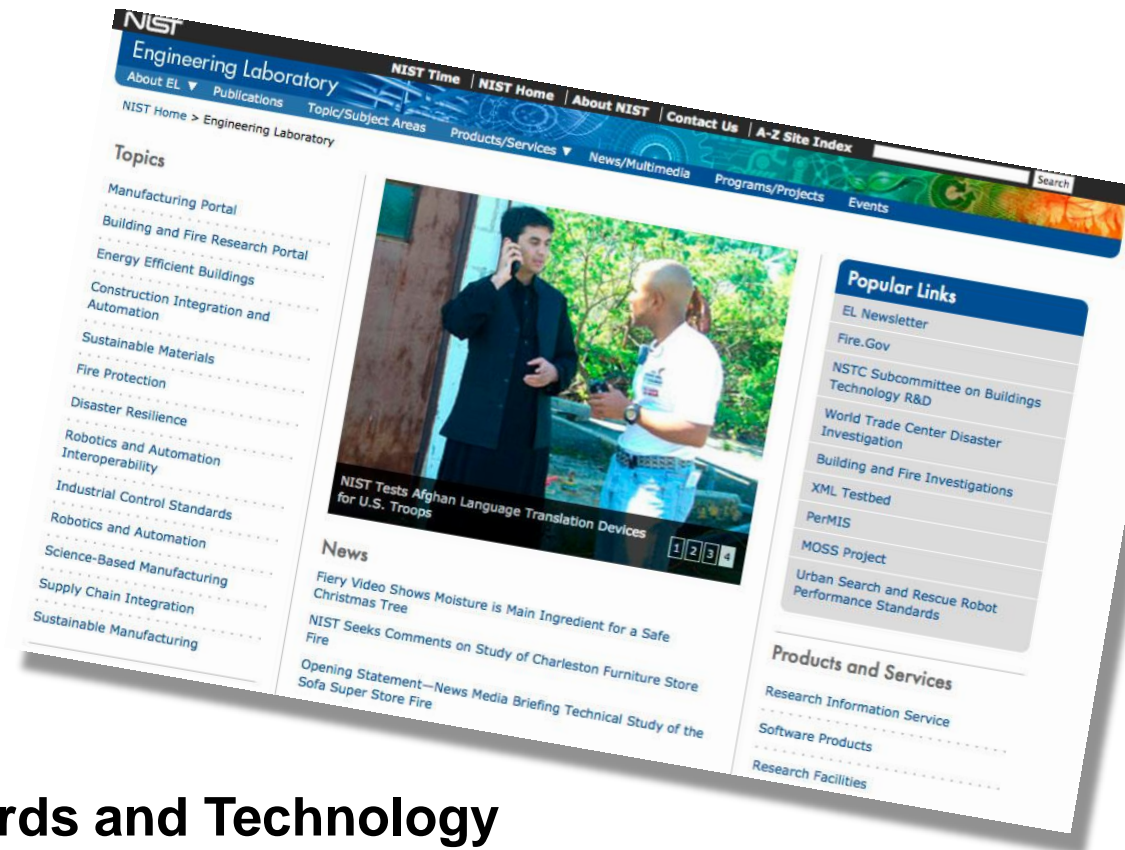 NIST
NIST Time | NIST Home | About NIST | Contact Us | A-Z Site Index
Search
Engineering Laboratory
About EL ▼ Publications Topic/Subject Areas Products/Services ▼ News/Multimedia Programs/Projects Events
NIST Home > Engineering Laboratory
Topics
Manufacturing Portal
Building and Fire Research Portal
Energy Efficient Buildings
Construction Integration and
Automation
Sustainable Materials
Fire Protection
Disaster Resilience
Robotics and Automation
Interoperability
Industrial Control Standards
Robotics and Automation
Science-Based Manufacturing
Supply Chain Integration
Sustainable Manufacturing
NIST Tests Afghan Language Translation Devices
for U.S. Troops
1 2 3 4
News
Fiery Video Shows Moisture is Main Ingredient for a Safe
Christmas Tree
NIST Seeks Comments on Study of Charleston Furniture Store
Fire
Opening Statement—News Media Briefing Technical Study of the
Sofa Super Store Fire
Popular Links
EL Newsletter
Fire.Gov
NSTC Subcommittee on Buildings
Technology R&D
World Trade Center Disaster
Investigation
Building and Fire Investigations
XML Testbed
PerMIS
MOSS Project
Urban Search and Rescue Robot
Performance Standards
Products and Services
Research Information Service
Software Products
Research Facilities
rds and Technology